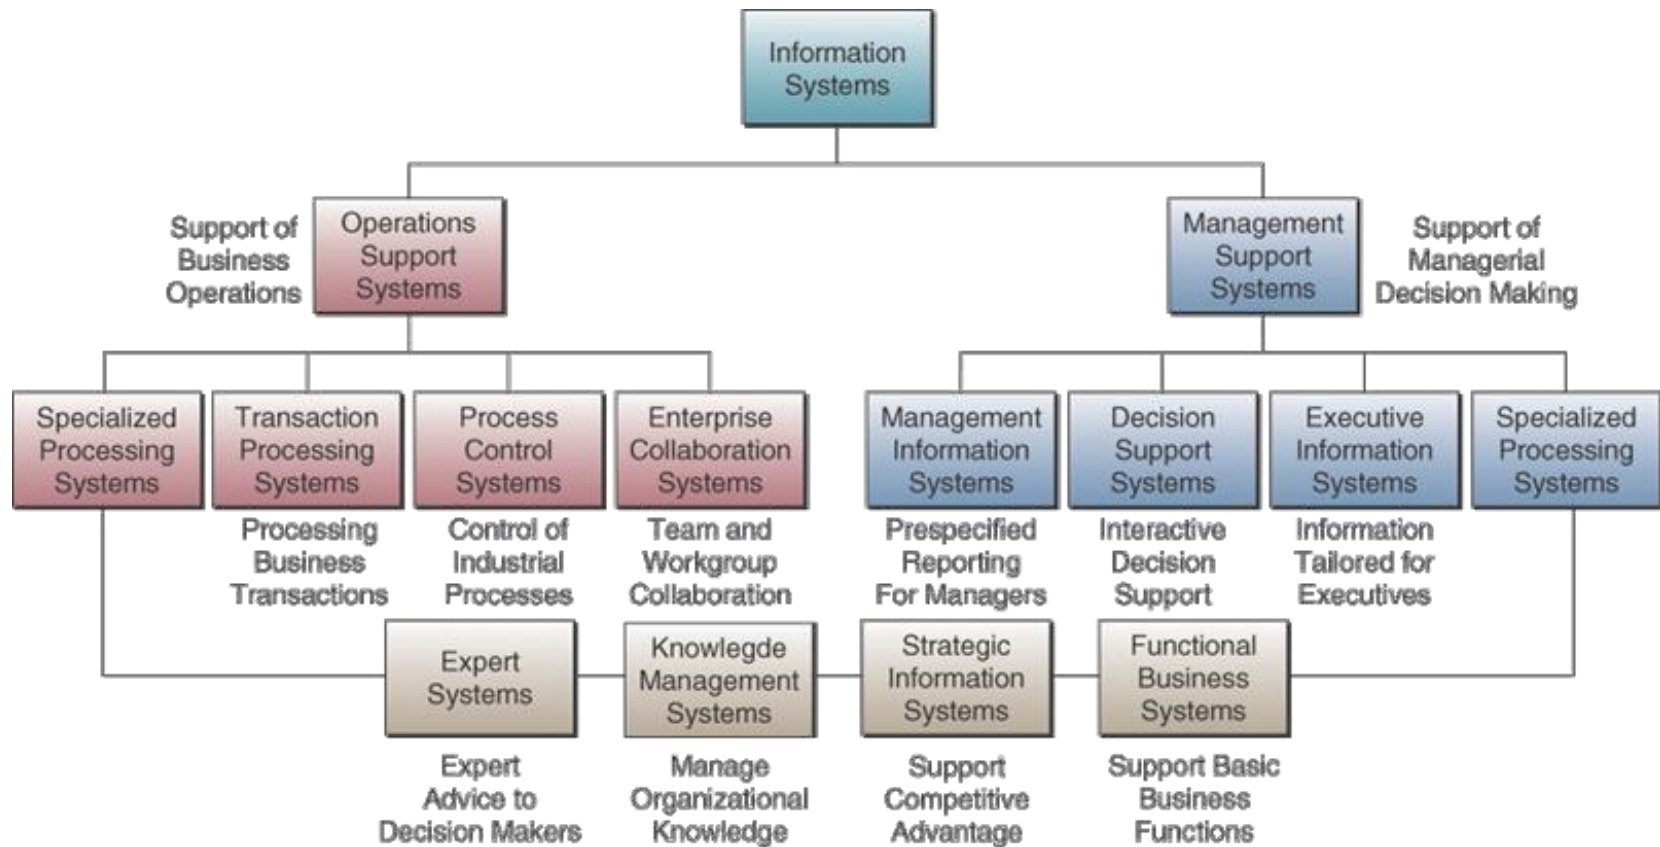 Information
Systems
Support of
Business
Operations
Operations
Support
Systems
Management
Support
Systems
Support of
Managerial
Decision Making
Specialized
Processing
Systems
Transaction
Processing
Systems
Process
Control
Systems
Enterprise
Collaboration
Systems
Management
Information
Systems
Decision
Support
Systems
Executive
Information
Systems
Specialized
Processing
Systems
Processing
Business
Transactions
Control of
Industrial
Processes
Team and
Workgroup
Collaboration
Prespecified
Reporting
For Managers
Interactive
Decision
Support
Information
Tailored for
Executives
Expert
Systems
Knowlegde
Management
Systems
Strategic
Information
Systems
Functional
Business
Systems
Expert
Advice to
Decision Makers
Manage
Organizational
Knowledge
Support
Competitive
Advantage
Support Basic
Business
Functions